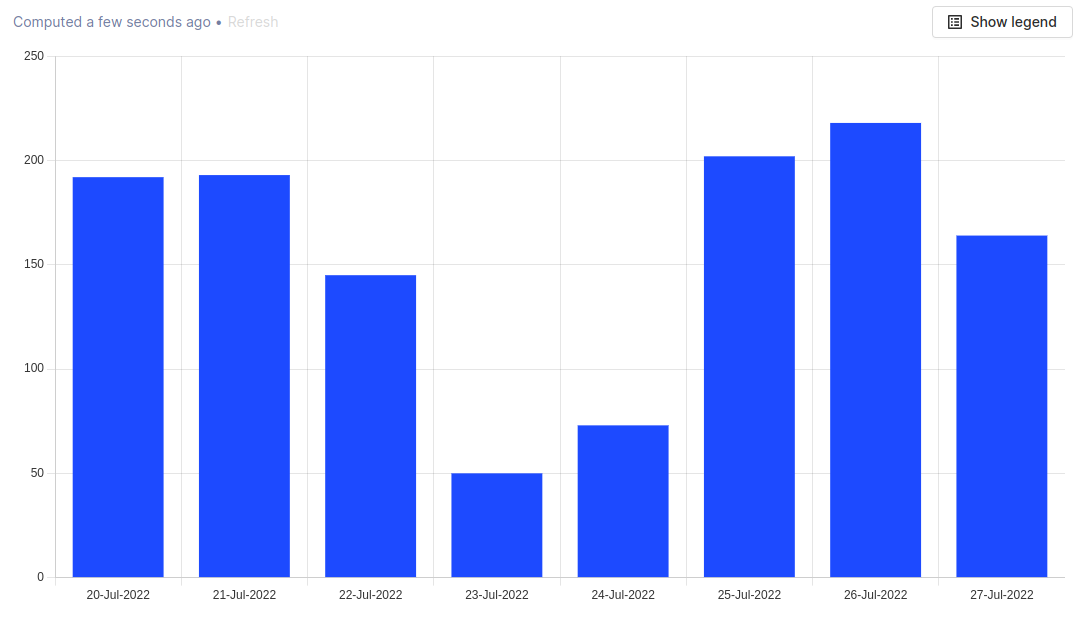 Computed a few seconds ago • Refresh
Show legend
250
200
150
100
50
0
20-Jul-2022 21-Jul-2022 22-Jul-2022 23-Jul-2022 24-Jul-2022 25-Jul-2022 26-Jul-2022 27-Jul-2022